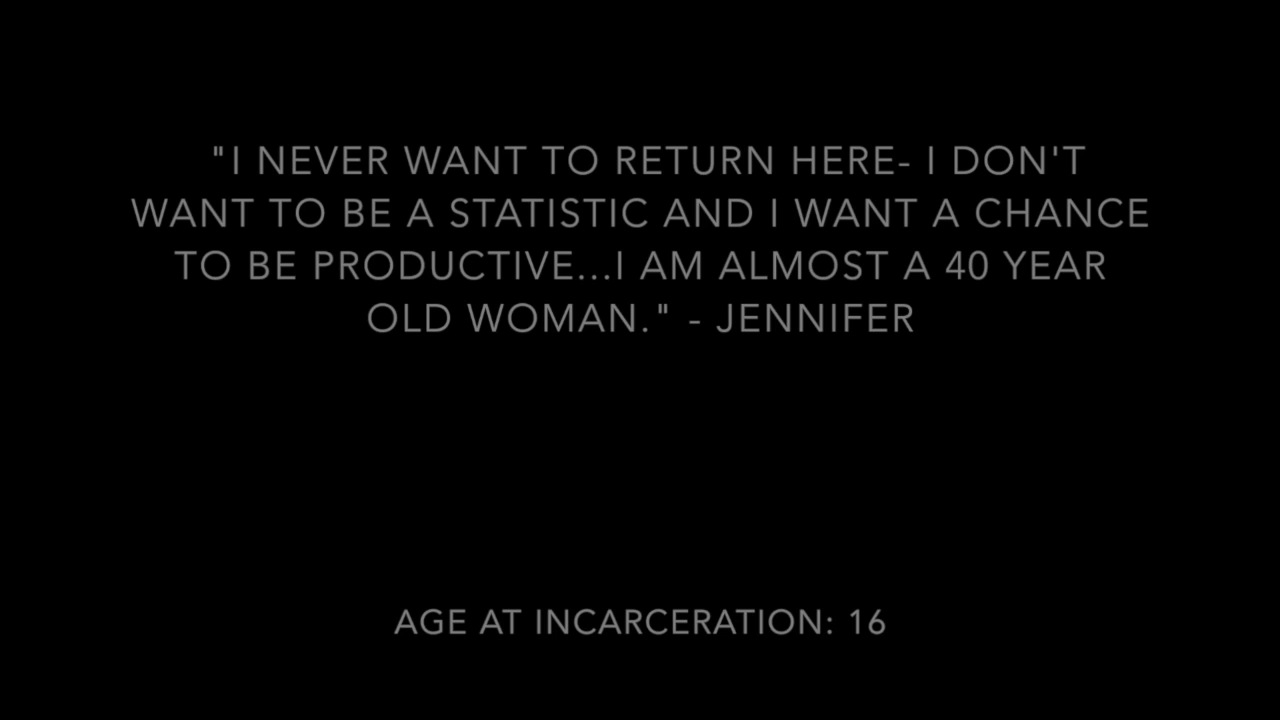 "I NEVER WANT TO RETURN HERE- I DON'T
WANT TO BE A STATISTIC AND I WANT A CHANCE
TO BE PRODUCTIVE...I AM ALMOST A 40 YEAR
OLD WOMAN." - JENNIFER
AGE AT INCARCERATION: 16